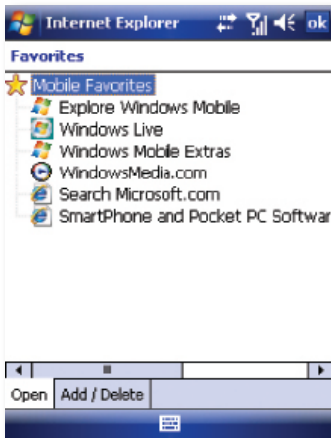 Internet Explorer ok
Favorites
Mobile Favorites
Explore Windows Mobile
Windows Live
Windows Mobile Extras
WindowsMedia.com
Search Microsoft.com
SmartPhone and Pocket PC Softwar
Open Add / Delete